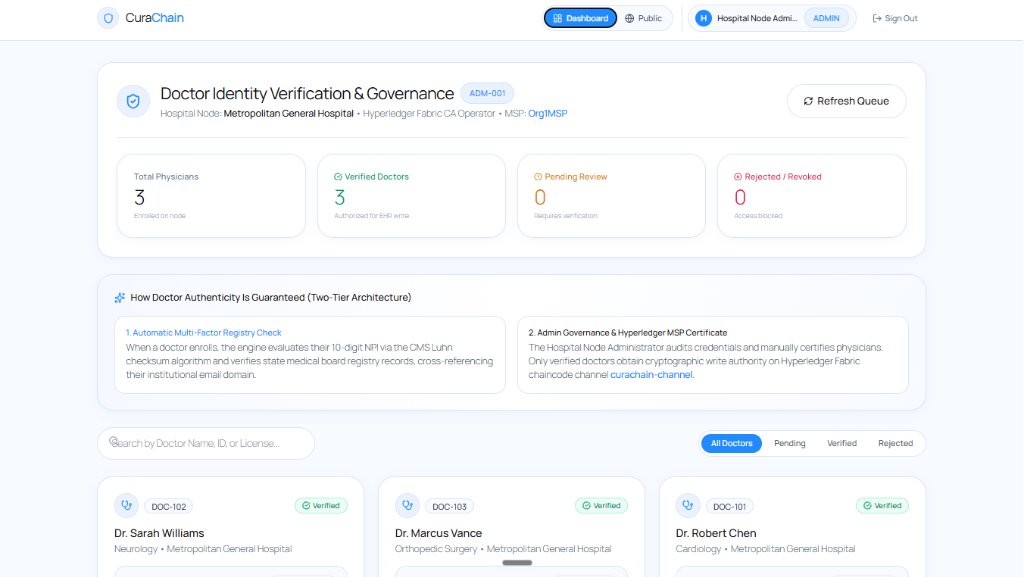 CuraChain
Dashboard
Public
H
Hospital Node Admi...
ADMIN
Sign Out
Doctor Identity Verification & Governance
ADM-001
Hospital Node: Metropolitan General Hospital • Hyperledger Fabric CA Operator • MSP: Org1MSP
Refresh Queue
Total Physicians
3
Enrolled on node
Verified Doctors
3
Authorized for EHR write
Pending Review
0
Requires verification
Rejected / Revoked
0
Access blocked
How Doctor Authenticity Is Guaranteed (Two-Tier Architecture)
1. Automatic Multi-Factor Registry Check
When a doctor enrolls, the engine evaluates their 10-digit NPI via the CMS Luhn
checksum algorithm and verifies state medical board registry records, cross-referencing
their institutional email domain.
2. Admin Governance & Hyperledger MSP Certificate
The Hospital Node Administrator audits credentials and manually certifies physicians.
Only verified doctors obtain cryptographic write authority on Hyperledger Fabric
chaincode channel curachain-channel.
Search by Doctor Name, ID, or License...
All Doctors
Pending
Verified
Rejected
DOC-102
Verified
Dr. Sarah Williams
Neurology • Metropolitan General Hospital
DOC-103
Verified
Dr. Marcus Vance
Orthopedic Surgery • Metropolitan General Hospital
DOC-101
Verified
Dr. Robert Chen
Cardiology • Metropolitan General Hospital